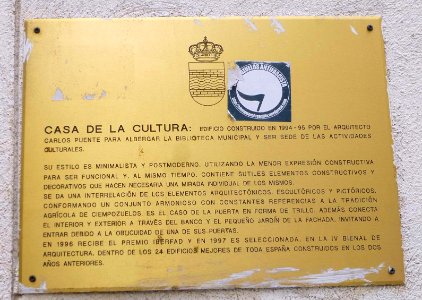 CASA DE LA CULTURA: EDIFICIO CONSTRUIDO EN 1994-95 POR EL ARQUITECTO
CARLOS PUENTE PARA ALBERGAR LA BIBLIOTECA MUNICIPAL Y SER SEDE DE LAS ACTIVIDADES
CULTURALES.
SU ESTILO ES MINIMALISTA Y POSTMODERNO, UTILIZANDO LA MENOR EXPRESIÓN CONSTRUCTIVA
PARA SER FUNCIONAL Y, AL MISMO TIEMPO, CONTIENE SUTILES ELEMENTOS CONSTRUCTIVOS Y
DECORATIVOS QUE HACEN NECESARIA UNA MIRADA INDIVIDUAL DE LOS MISMOS.
SE DA UNA INTERRELACIÓN DE LOS ELEMENTOS ARQUITECTÓNICOS, ESCULTÓRICOS Y PICTÓRICOS,
CONFORMANDO UN CONJUNTO ARMONIOSO CON CONSTANTES REFERENCIAS A LA TRADICIÓN
AGRÍCOLA DE CIEMPOZUELOS: ES EL CASO DE LA PUERTA EN FORMA DE TRILLO. ADEMÁS CONECTA
EL INTERIOR Y EXTERIOR A TRAVÉS DEL BANCO Y EL PEQUEÑO JARDÍN DE LA FACHADA, INVITANDO A
ENTRAR DEBIDO A LA OBLICUIDAD DE UNA DE SUS PUERTAS.
EN 1996 RECIBE EL PREMIO IBERFAD Y EN 1997 ES SELECCIONADA, EN LA IV BIENAL DE
ARQUITECTURA, DENTRO DE LOS 24 EDIFICIOS MEJORES DE TODA ESPAÑA CONSTRUIDOS EN LOS DOS
AÑOS ANTERIORES.